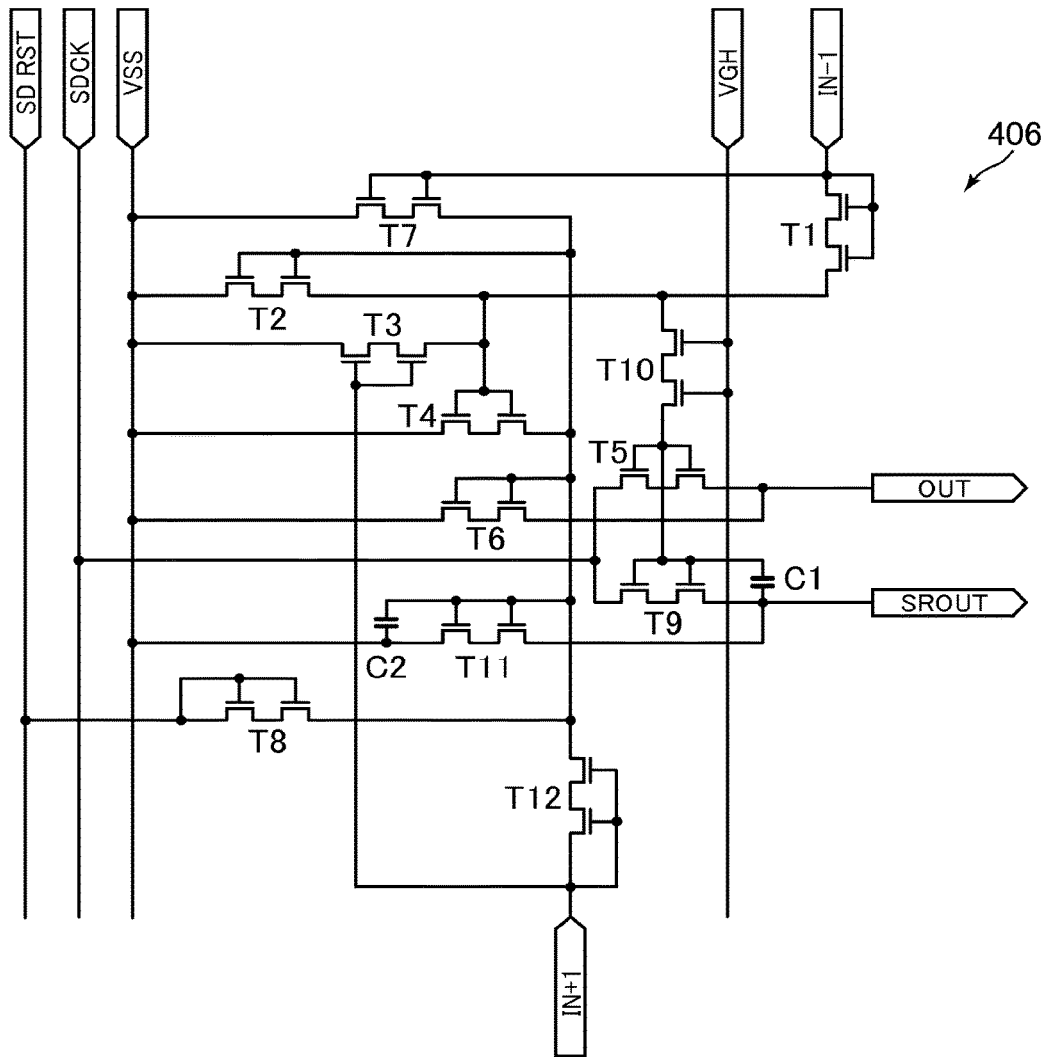 SD RST
SDCK
VSS
VGH
IN-1
406
T7
T1
T2
T3
T10
T4
T5
OUT
T6
C1
T9
SROUT
C2
T11
T8
T12
IN+1